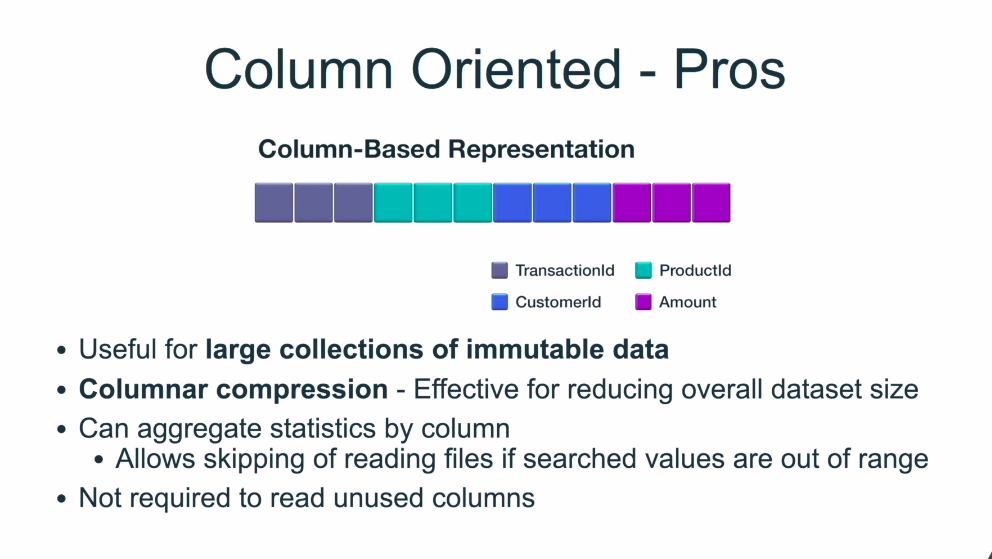 Column Oriented - Pros
Column-Based Representation
TransactionId ProductId
CustomerId Amount
• Useful for large collections of immutable data
• Columnar compression - Effective for reducing overall dataset size
• Can aggregate statistics by column
• Allows skipping of reading files if searched values are out of range
• Not required to read unused columns